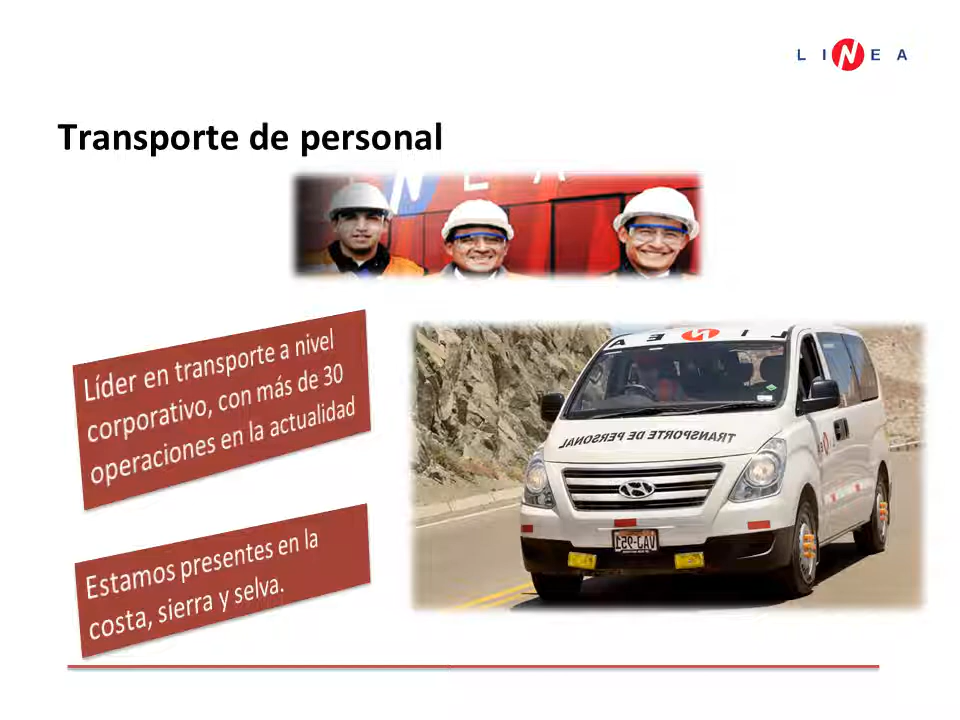 LINEA
Transporte de personal
N E A
Líder en transporte a nivel
corporativo, con más de 30
operaciones en la actualidad
LINEA
TRANSPORTE DE PERSONAL
Estamos presentes en la
costa, sierra y selva.